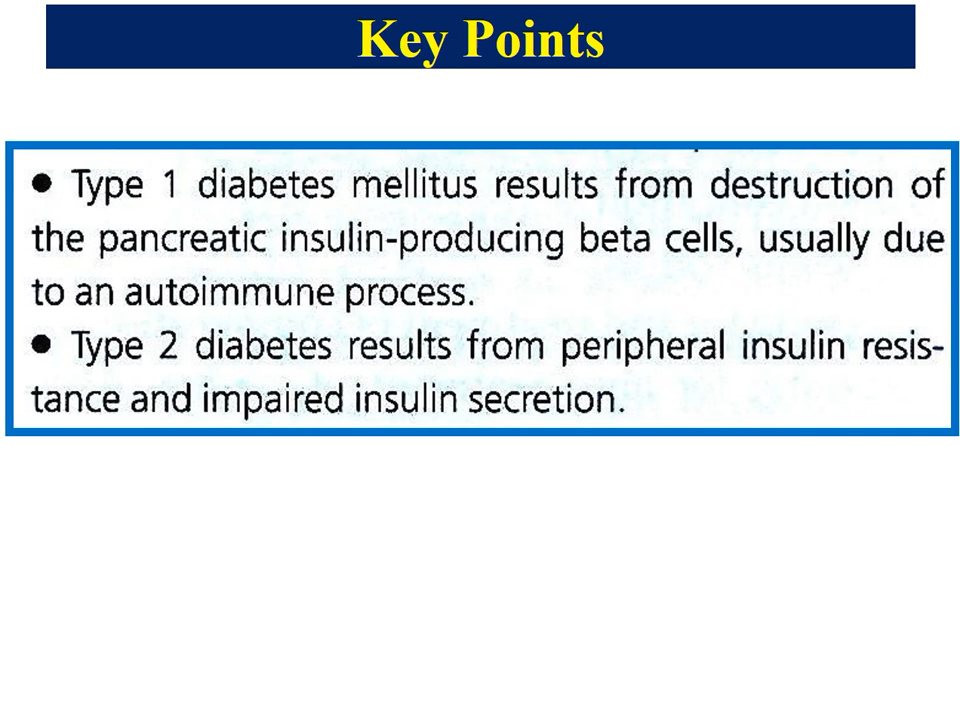 Key Points
● Type 1 diabetes mellitus results from destruction of
the pancreatic insulin-producing beta cells, usually due
to an autoimmune process.
● Type 2 diabetes results from peripheral insulin resis-
tance and impaired insulin secretion.